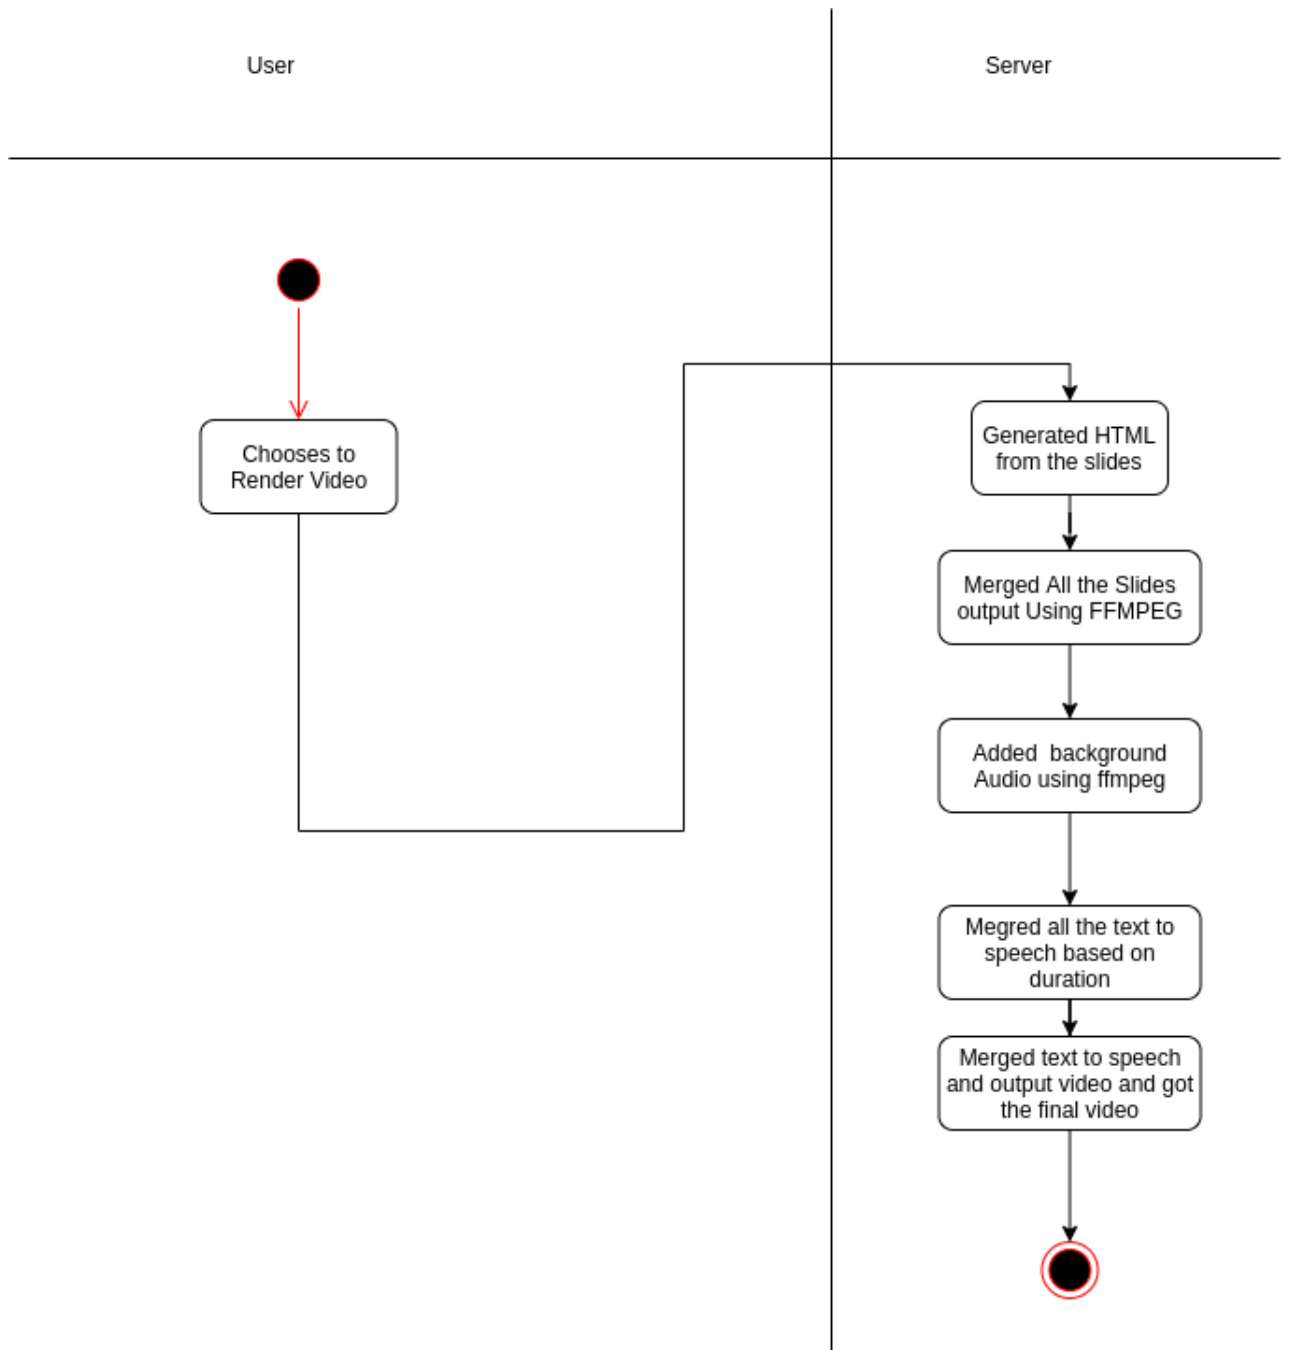 User
Server
Chooses to
Render Video
Generated HTML
from the slides
Merged All the Slides
output Using FFMPEG
Added  background
Audio using ffmpeg
Megred all the text to
speech based on
duration
Merged text to speech
and output video and got
the final video